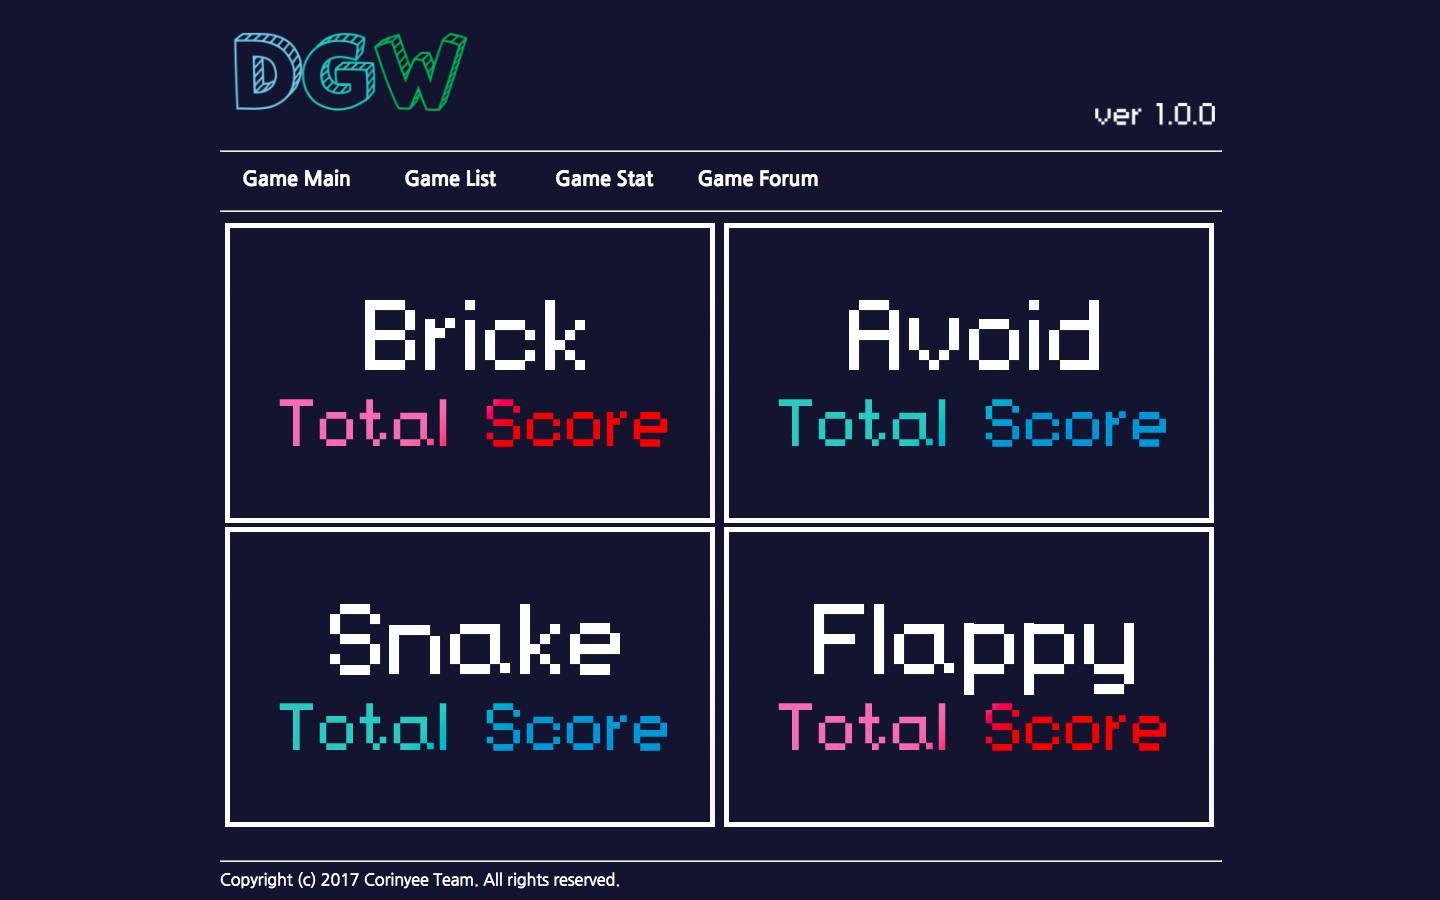 DGW
ver 1.0.0
Game Main Game List Game Stat Game Forum
Brick
Total Score
Avoid
Total Score
Snake
Total Score
Flappy
Total Score
Copyright (c) 2017 Corinyee Team. All rights reserved.